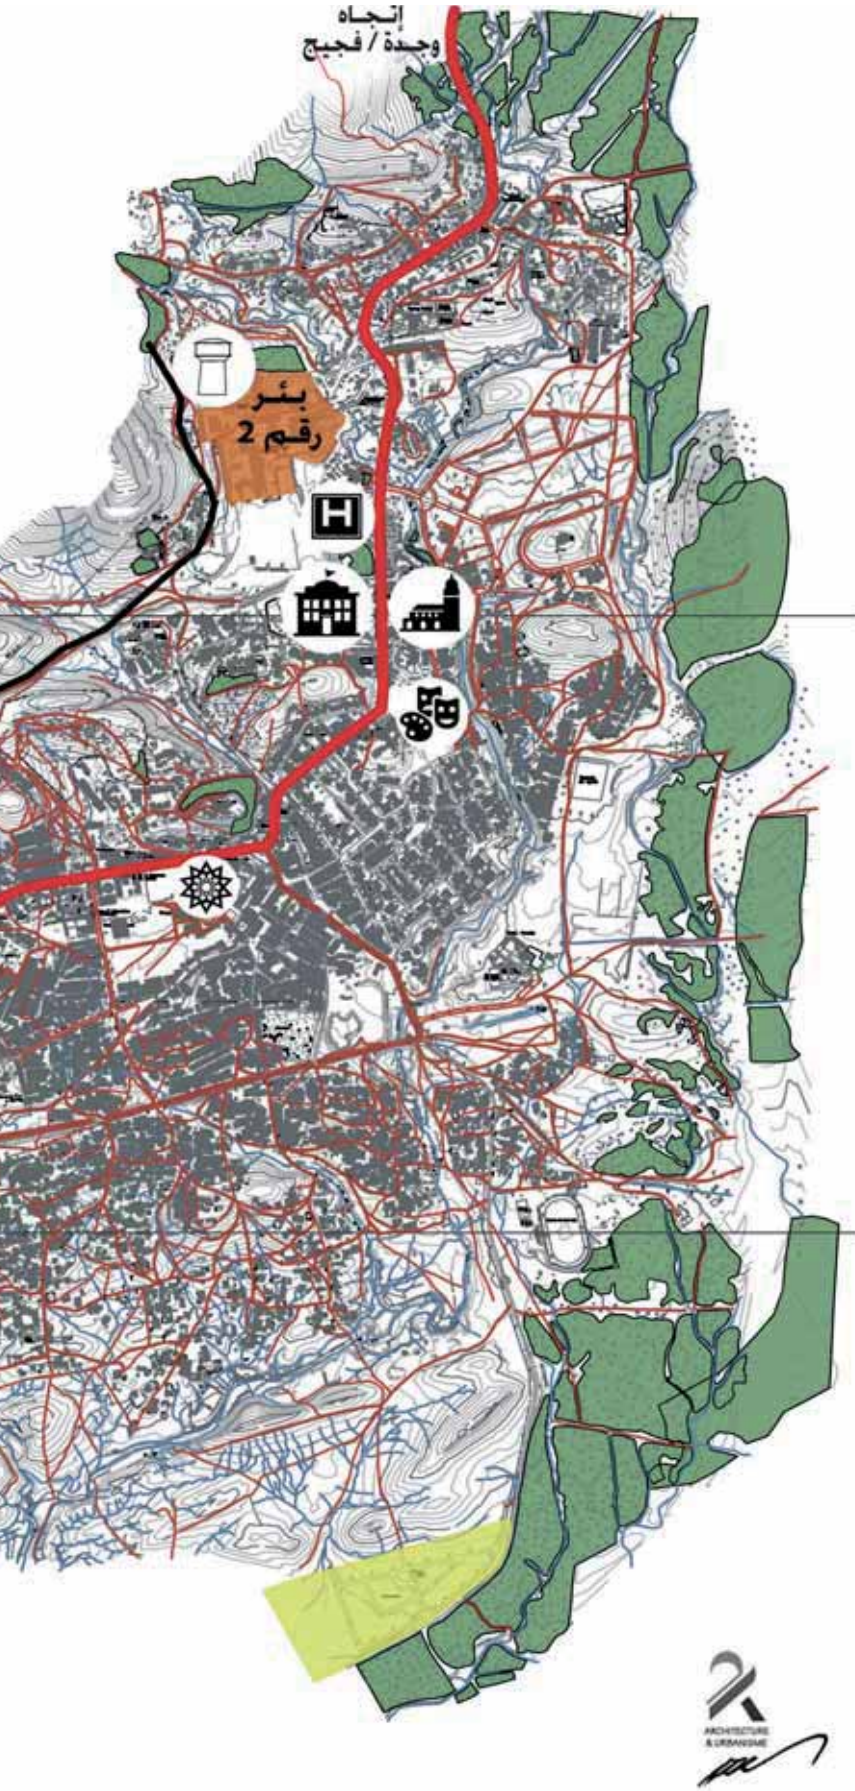 إتجاه
وجدة / فجيج
بئر
رقم 2
H
ARCHITECTURE
& URBANISME